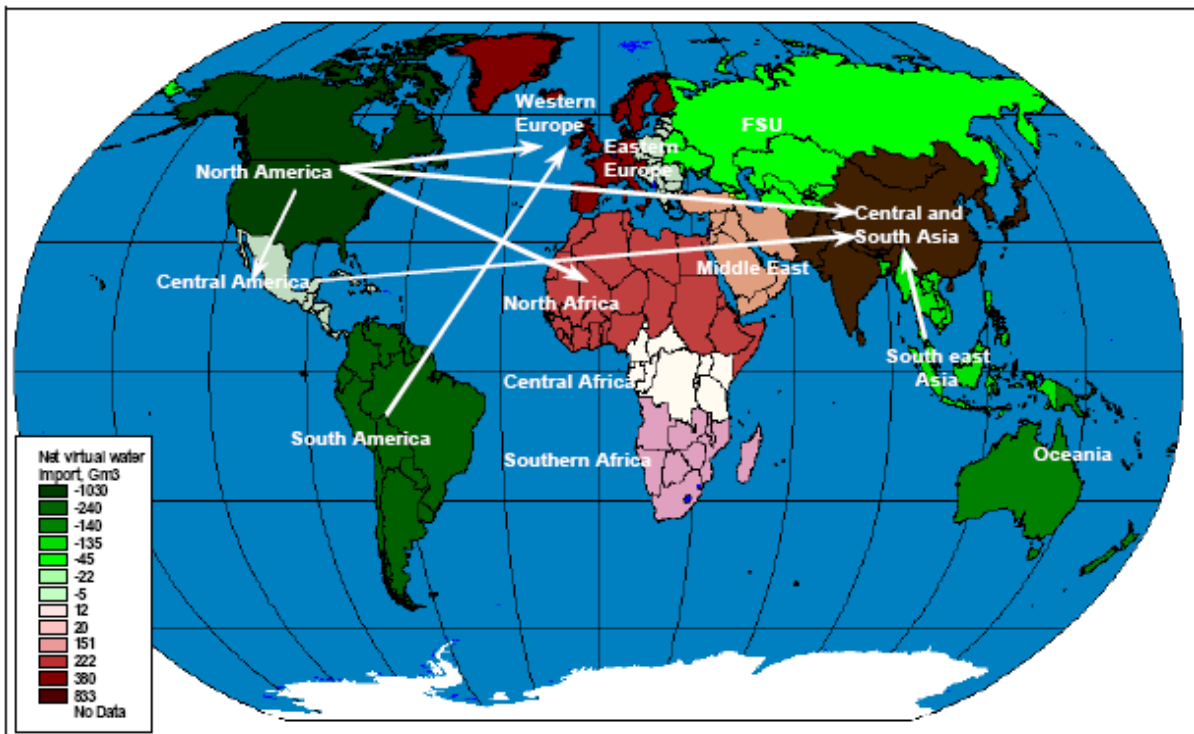 Western
Europe
FSU
Eastern
Europe
North America
Central and
South Asia
Central America
Middle East
North Africa
South east
Asia
Central Africa
South America
Southern Africa
Oceania
Net virtual water
import, Gm3
-1030
-240
-140
-135
-45
-22
-5
12
20
151
222
380
833
No Data